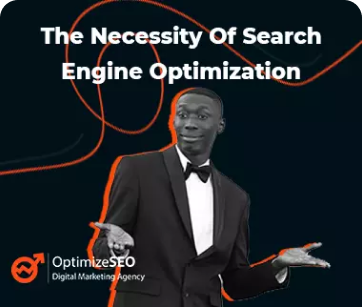 The Necessity Of Search
Engine Optimization
OptimizeSEO
Digital Marketing Agency